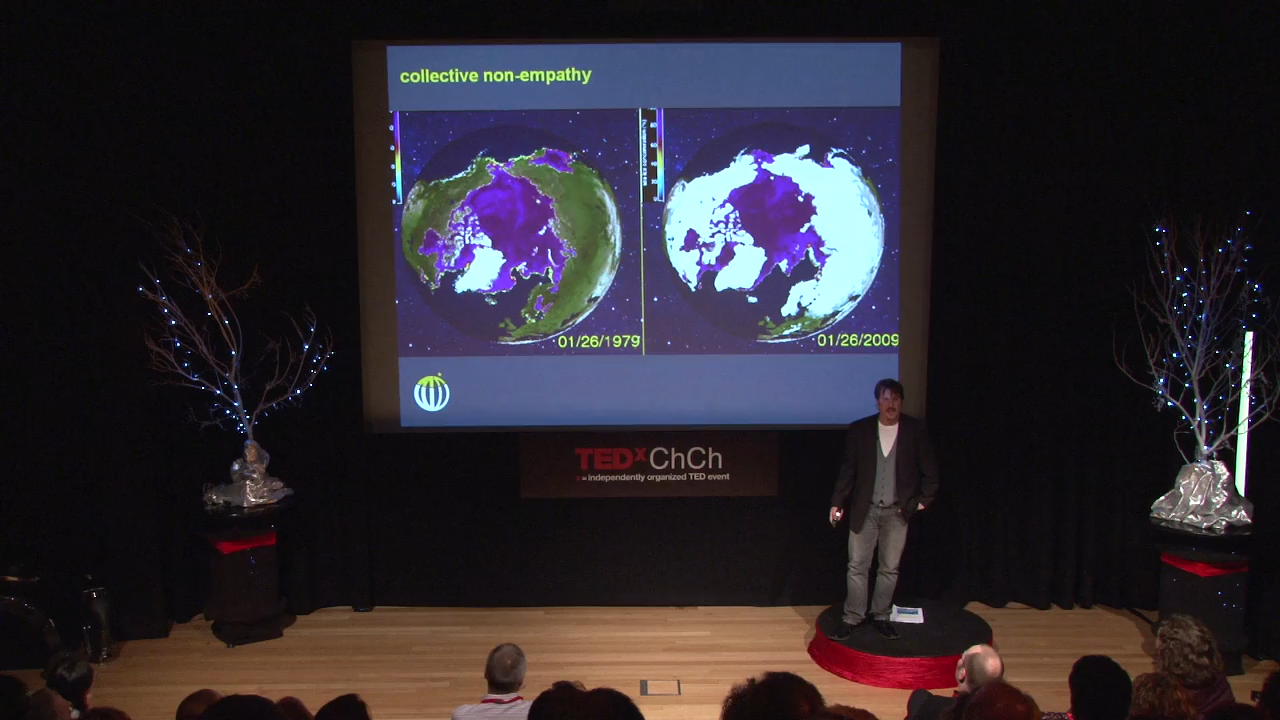 collective non-empathy
01/26/1979
01/26/2009
TEDxChCh
x = independently organized TED event